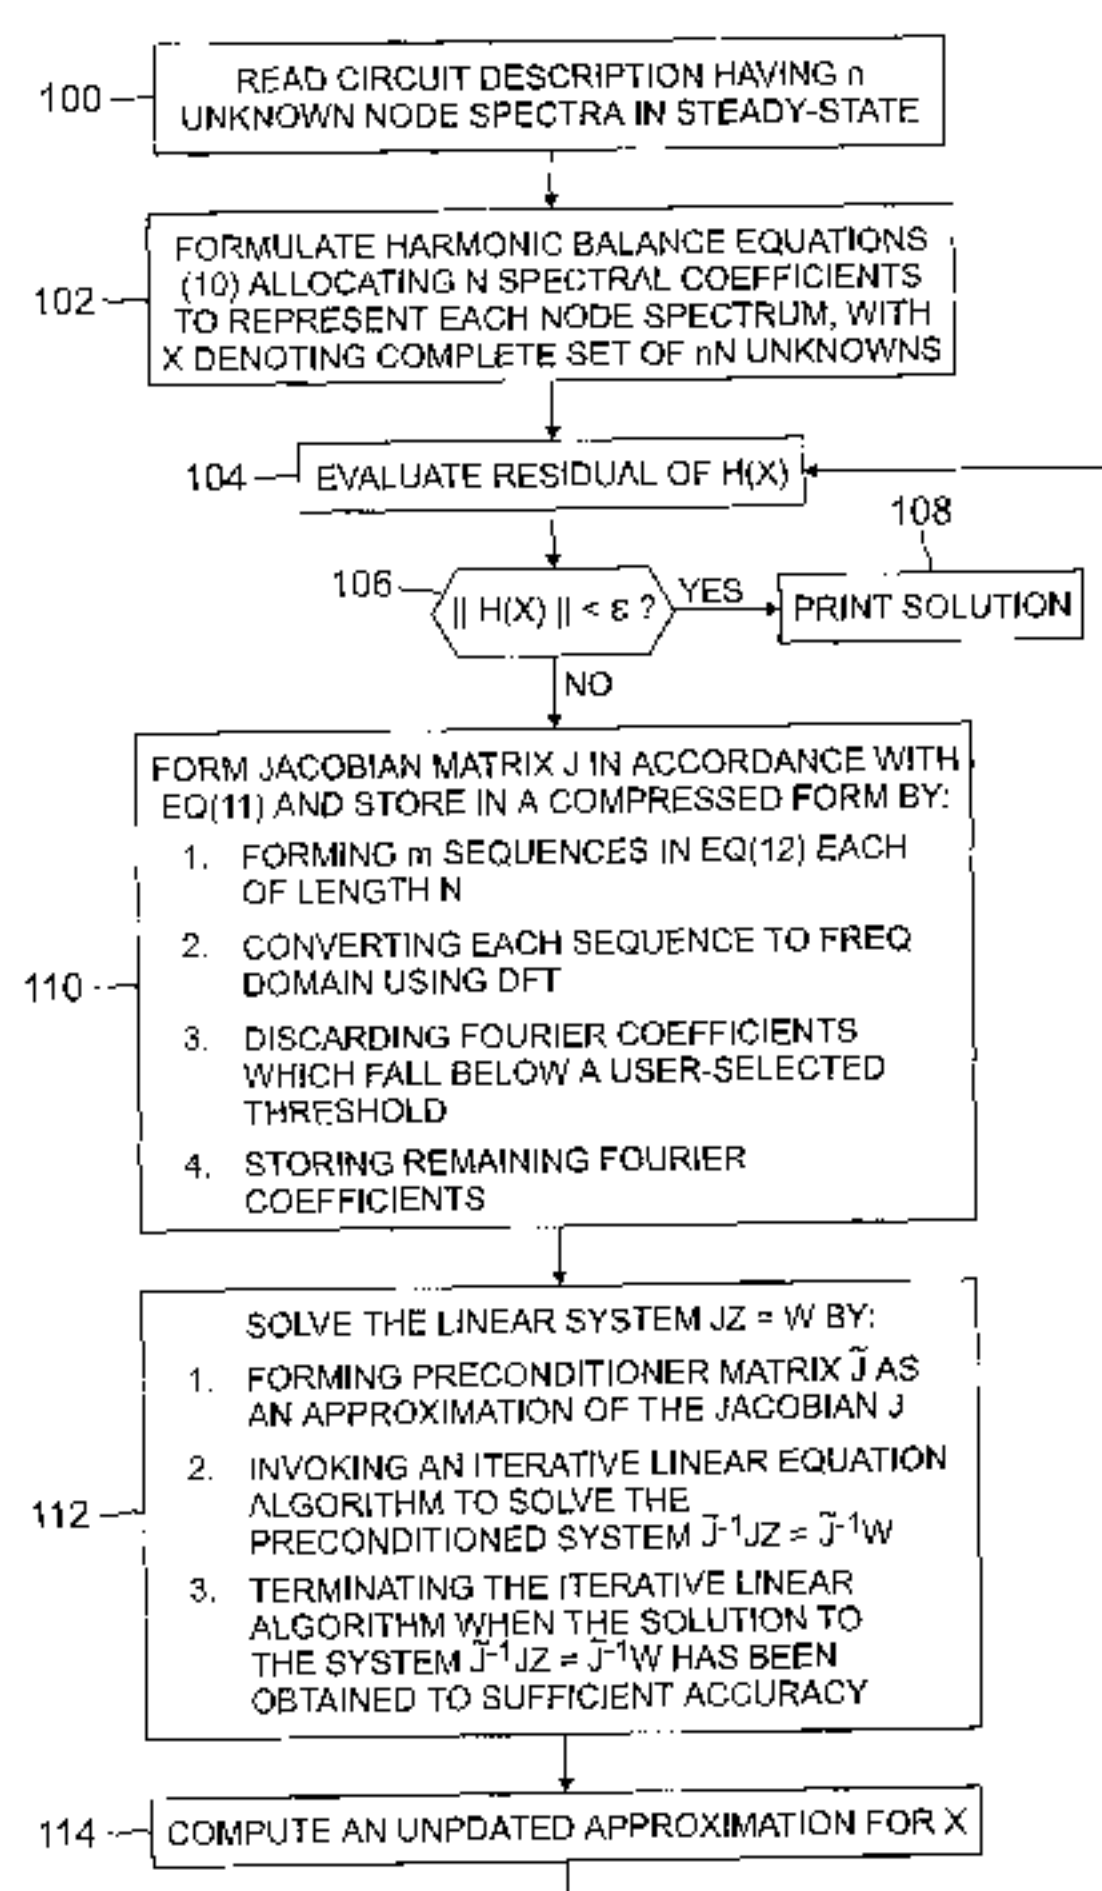 100
READ CIRCUIT DESCRIPTION HAVING n
UNKNOWN NODE SPECTRA IN STEADY-STATE
102
FORMULATE HARMONIC BALANCE EQUATIONS
(10) ALLOCATING N SPECTRAL COEFFICIENTS
TO REPRESENT EACH NODE SPECTRUM, WITH
X DENOTING COMPLETE SET OF nN UNKNOWNS
104
EVALUATE RESIDUAL OF H(X)
108
106
|| H(X) || < ε ?
YES
PRINT SOLUTION
NO
110
FORM JACOBIAN MATRIX J IN ACCORDANCE WITH
EQ(11) AND STORE IN A COMPRESSED FORM BY:
1. FORMING m SEQUENCES IN EQ(12) EACH
OF LENGTH N
2. CONVERTING EACH SEQUENCE TO FREQ
DOMAIN USING DFT
3. DISCARDING FOURIER COEFFICIENTS
WHICH FALL BELOW A USER-SELECTED
THRESHOLD
4. STORING REMAINING FOURIER
COEFFICIENTS
112
SOLVE THE LINEAR SYSTEM JZ = W BY:
1. FORMING PRECONDITIONER MATRIX J̃ AS
AN APPROXIMATION OF THE JACOBIAN J
2. INVOKING AN ITERATIVE LINEAR EQUATION
ALGORITHM TO SOLVE THE
PRECONDITIONED SYSTEM J̃⁻¹JZ = J̃⁻¹W
3. TERMINATING THE ITERATIVE LINEAR
ALGORITHM WHEN THE SOLUTION TO
THE SYSTEM J̃⁻¹JZ = J̃⁻¹W HAS BEEN
OBTAINED TO SUFFICIENT ACCURACY
114
COMPUTE AN UNPDATED APPROXIMATION FOR X